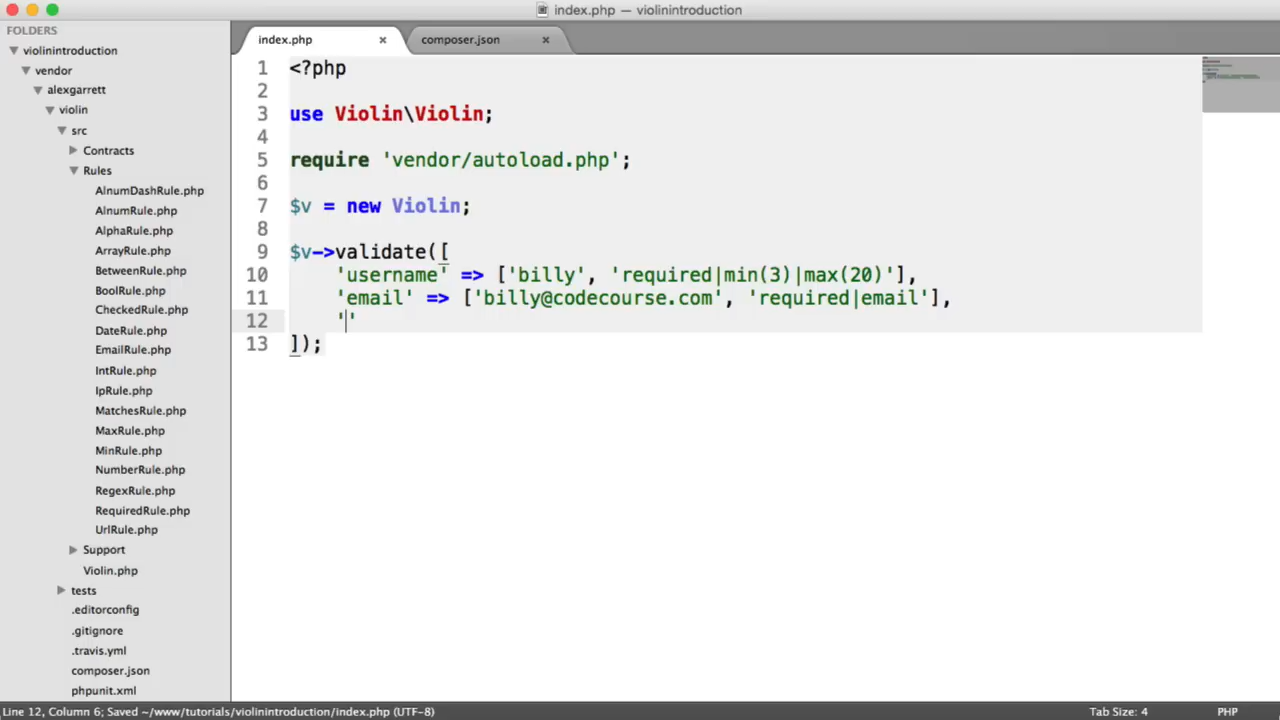 index.php — violinintroduction
FOLDERS
violinintroduction
vendor
alexgarrett
violin
src
Contracts
Rules
AlnumDashRule.php
AlnumRule.php
AlphaRule.php
ArrayRule.php
BetweenRule.php
BoolRule.php
CheckedRule.php
DateRule.php
EmailRule.php
IntRule.php
IpRule.php
MatchesRule.php
MaxRule.php
MinRule.php
NumberRule.php
RegexRule.php
RequiredRule.php
UrlRule.php
Support
Violin.php
tests
.editorconfig
.gitignore
.travis.yml
composer.json
phpunit.xml
index.php × composer.json ×
1 <?php
2
3 use Violin\Violin;
4
5 require 'vendor/autoload.php';
6
7 $v = new Violin;
8
9 $v->validate([
10 'username' => ['billy', 'required|min(3)|max(20)'],
11 'email' => ['billy@codecourse.com', 'required|email'],
12 ''
13 ]);
Line 12, Column 6; Saved ~/www/tutorials/violinintroduction/index.php (UTF-8) Tab Size: 4 PHP